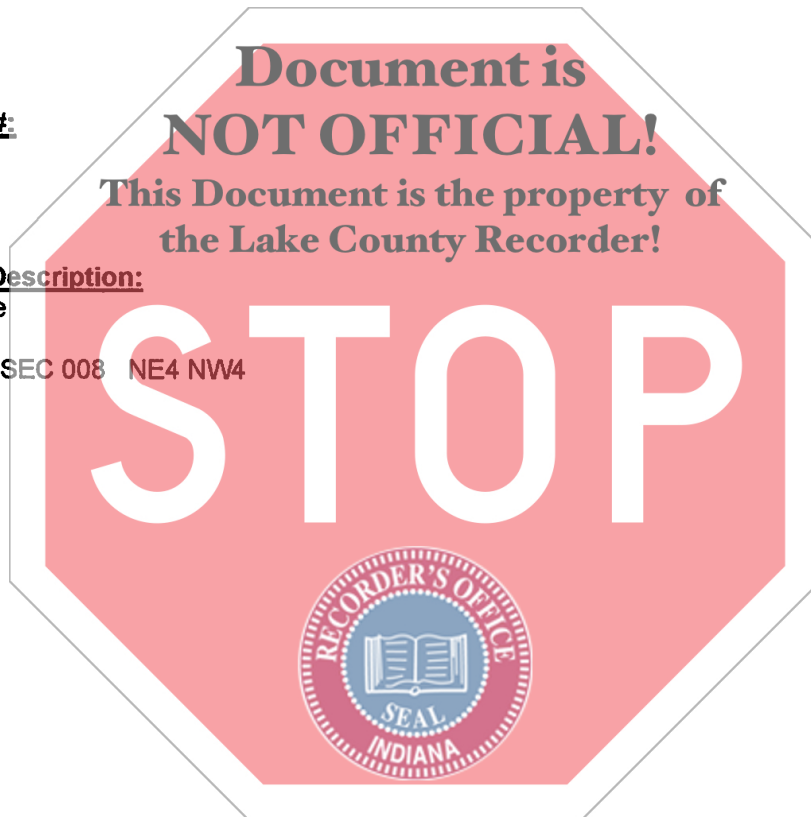 Document is
#:
NOT OFFICIAL!
This Document is the property of
the Lake County Recorder!
Description:
e
SEC 008 NE4 NW4
STOP
RECORDER'S OFFICE
SEAL
INDIANA